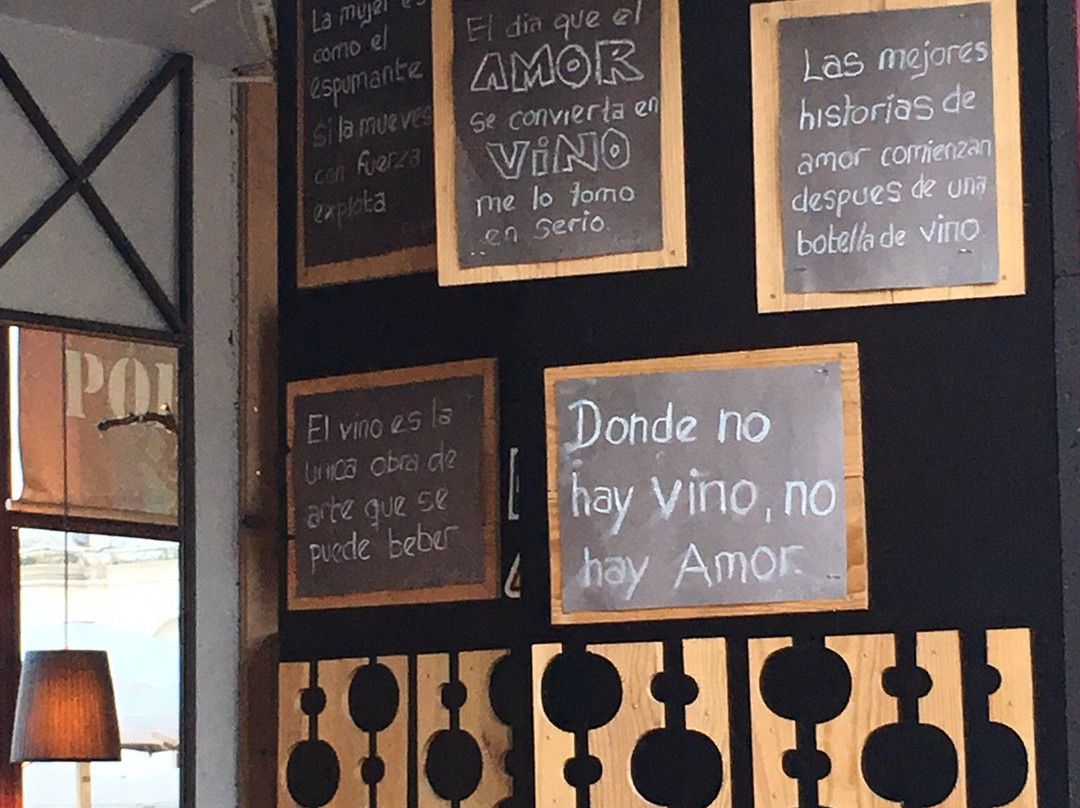 La mujer es
como el
espumante
si la mueves
con fuerza
explota
El dia que el
AMOR
se convierta en
ViNO
me lo tomo
en serio.
Las mejores
historias de
amor comienzan
despues de una
botella de vino.
El vino es la
unica obra de
arte que se
puede beber
Donde no
hay vino, no
hay Amor.